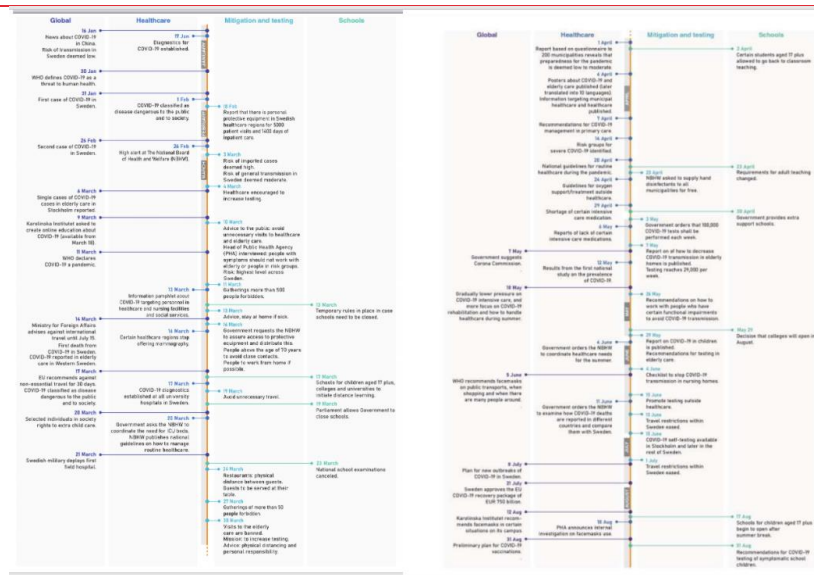 Global
Healthcare
Mitigation and testing
Schools
16 Jan
News about COVID-19
in China.
Risk of transmission in
Sweden deemed low.
17 Jan
Diagnostics for
COVID-19 established.
JANUARY
30 Jan
WHO defines COVID-19 as a
threat to human health.
31 Jan
First case of COVID-19 in
Sweden.
1 Feb
COVID-19 classified as
disease dangerous to the public
and to society.
FEBRUARY
10 Feb
Report that there is personal
protective equipment in Swedish
healthcare regions for 5000
patient visits and 1400 days of
inpatient care.
26 Feb
Second case of COVID-19
in Sweden.
26 Feb
High alert at The National Board
of Health and Welfare (NBHW).
MARCH
3 March
Risk of imported cases
deemed high.
Risk of general transmission in
Sweden deemed moderate.
4 March
Healthcare encouraged to
increase testing.
6 March
Single cases of COVID-19
cases in elderly care in
Stockholm reported.
9 March
Karolinska Institutet asked to
create online education about
COVID-19 (available from
March 18).
10 March
Advice to the public: avoid
unnecessary visits to healthcare
and elderly care.
Head of Public Health Agency
(PHA) interviewed: people with
symptoms should not work with
elderly or people in risk groups.
Risk: highest level across
Sweden.
11 March
WHO declares
COVID-19 a pandemic.
11 March
Gatherings more than 500
people forbidden.
13 March
Information pamphlet about
COVID-19 targeting personnel in
healthcare and nursing facilities
and social services.
13 March
Advice, stay at home if sick.
13 March
Temporary rules in place in case
schools need to be closed.
14 March
Ministry for Foreign Affairs
advises against international
travel until July 15.
First death from
COVID-19 in Sweden.
COVID-19 reported in elderly
care in Western Sweden.
16 March
Certain healthcare regions stop
offering mammography.
16 March
Government requests the NBHW
to assure access to protective
equipment and distribute this.
People above the age of 70 years
to avoid close contacts.
People to work from home if
possible.
17 March
EU recommends against
non-essential travel for 30 days.
COVID-19 classified as disease
dangerous to the public
and to society.
17 March
COVID-19 diagnostics
established at all university
hospitals in Sweden.
17 March
Schools for children aged 17 plus,
colleges and universities to
initiate distance learning.
19 March
Avoid unnecessary travel.
19 March
Parliament allows Government to
close schools.
20 March
Selected individuals in society
rights to extra child care.
20 March
Government asks the NBHW to
coordinate the need for ICU beds.
NBHW publishes national
guidelines on how to manage
routine healthcare.
21 March
Swedish military deploys first
field hospital.
23 March
National school examinations
canceled.
24 March
Restaurants: physical
distance between guests.
Guests to be served at their
table.
27 March
Gatherings of more than 50
people forbidden.
30 March
Visits to the elderly
care are banned.
Mission: to increase testing.
Advice: physical distancing and
personal responsibility.
Global
Healthcare
Mitigation and testing
Schools
1 April
Report based on questionnaire to
200 municipalities reveals that
preparedness for the pandemic
is deemed low to moderate.
2 April
Certain students aged 17 plus
allowed to go back to classroom
teaching.
6 April
Posters about COVID-19 and
elderly care published (later
translated into 10 languages).
Information targeting municipal
healthcare and healthcare
published.
APRIL
7 April
Recommendations for COVID-19
management in primary care.
16 April
Risk groups for
severe COVID-19 identified.
20 April
National guidelines for routine
healthcare during the pandemic.
22 April
NBHW asked to supply hand
disinfectants to all
municipalities for free.
Requirements for adult teaching
changed.
26 April
Guidelines for oxygen
support/treatment outside
healthcare.
29 April
Shortage of certain intensive
care medication.
Government provides extra
support schools.
6 May
Reports of lack of certain
intensive care medications.
Government orders that 100,000
COVID-19 tests shall be
performed each week.
7 May
Government suggests
Corona Commission.
7 May
Report on of how to decrease
COVID-19 transmission in elderly
homes is published.
Testing reaches 29,000 per
week.
12 May
Results from the first national
study on the prevalence
of COVID-19.
18 May
Gradually lower pressure on
COVID-19 intensive care, and
more focus on COVID-19
rehabilitation and how to handle
healthcare during summer.
MAY
26 May
Recommendations on how to
work with people who have
certain functional impairments
to avoid COVID-19 transmission.
29 May
Report on COVID-19 in children
is published.
Recommendations for testing in
elderly care.
May 29
Decision that colleges will open in
August.
4 June
Government orders the NBHW
to coordinate healthcare needs
for the summer.
JUNE
4 June
Checklist to stop COVID-19
transmission in nursing homes
5 June
WHO recommends facemasks
on public transports, when
shopping and when there
are many people around.
11 June
Government orders the NBHW
to examine how COVID-19 deaths
are reported in different
countries and compare
them with Sweden.
Promote testing outside
healthcare.
Travel restrictions within
Sweden eased.
COVID-19 self-testing available
in Stockholm and later in the
rest of Sweden.
JULY
1 July
Travel restrictions within
Sweden eased.
8 July
Plan for new outbreaks of
COVID-19 in Sweden.
21 July
Sweden approves the EU
COVID-19 recovery package of
EUR 750 billion.
AUGUST
12 Aug
Karolinska Institutet recom-
mends facemasks in certain
situations on its campus
18 Aug
PHA announces internal
investigation on facemasks use.
17 Aug
Schools for children aged 17 plus
begin to open after
summer break.
31 Aug
Preliminary plan for COVID-19
vaccinations.
31 Aug
Recommendations for COVID-19
testing of symptomatic school
children.